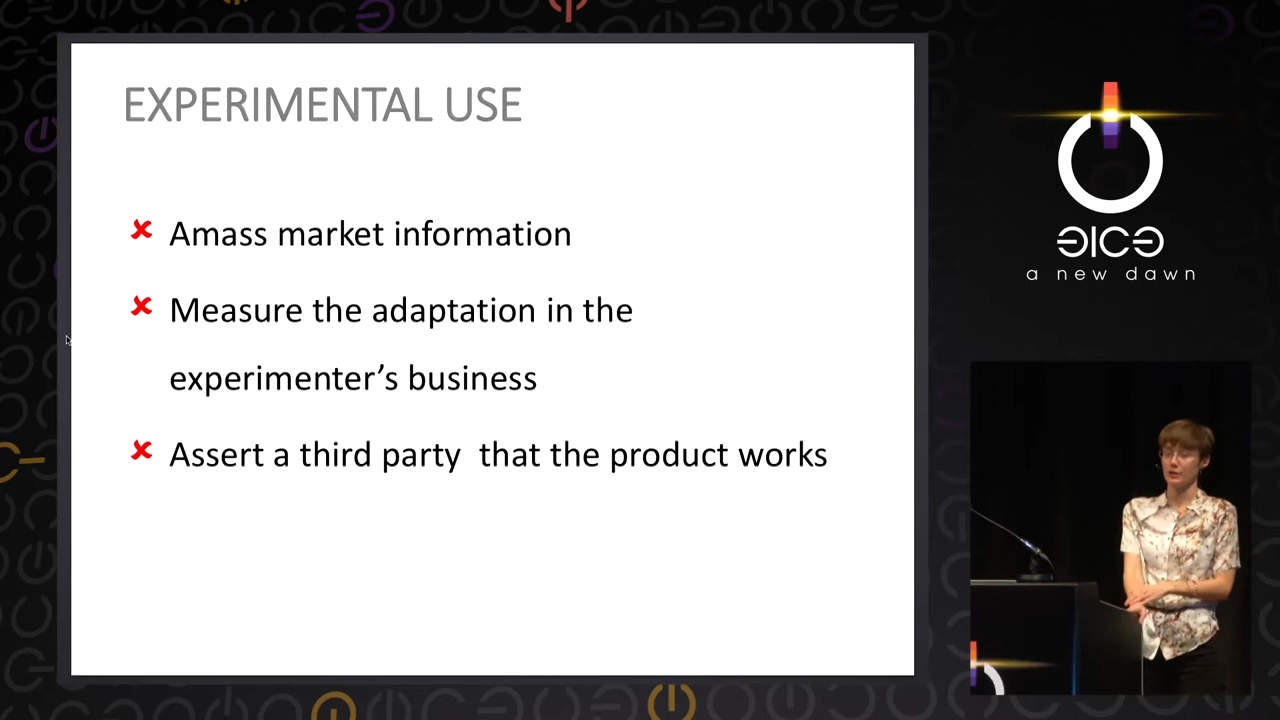 EXPERIMENTAL USE
✘ Amass market information
✘ Measure the adaptation in the
experimenter’s business
✘ Assert a third party  that the product works
ƎICƏ
a new dawn